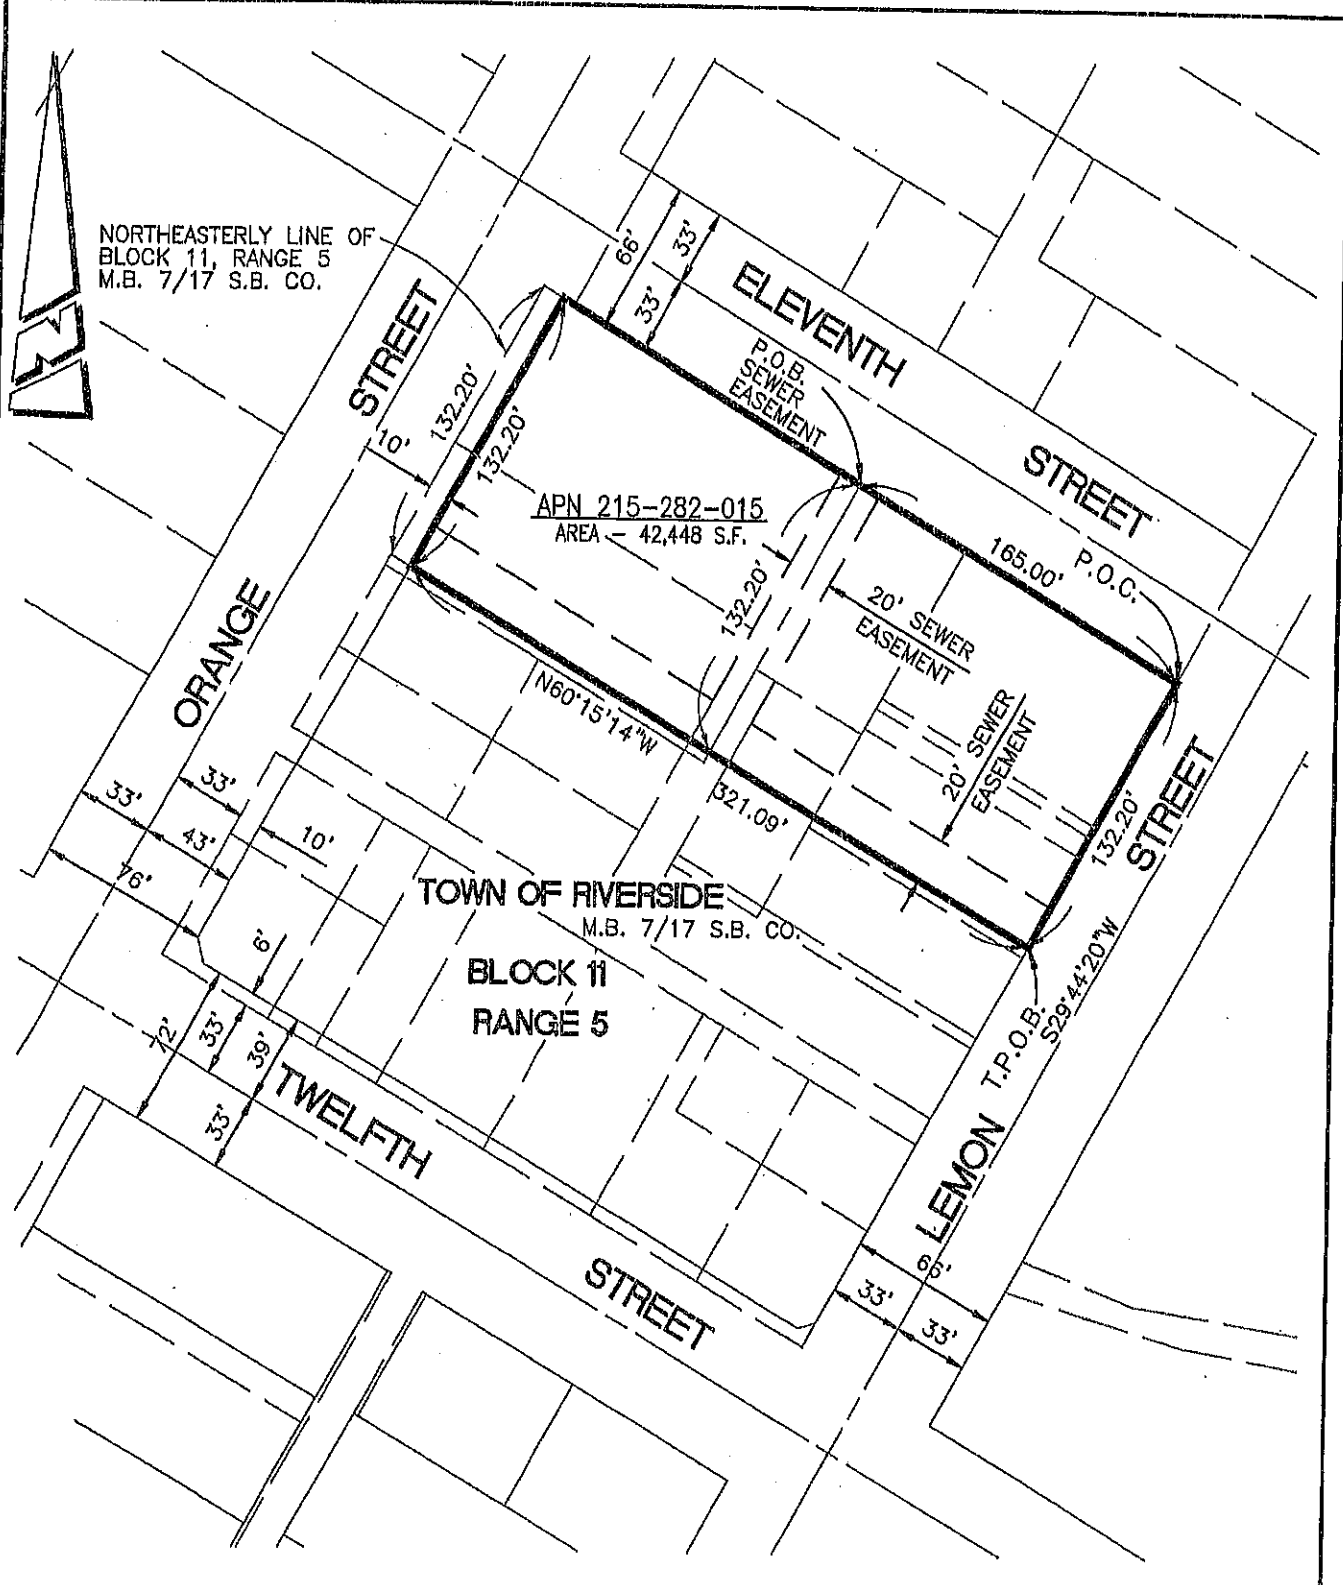 NORTHEASTERLY LINE OF
BLOCK 11, RANGE 5
M.B. 7/17 S.B. CO.
66'
33'
33'
ELEVENTH
STREET
P.O.B.
SEWER
EASEMENT
STREET
ORANGE
10'
132.20'
132.20'
APN 215-282-015
AREA - 42,448 S.F.
165.00'
P.O.C.
132.20'
20' SEWER
EASEMENT
20' SEWER
EASEMENT
N60°15'14"W
321.09'
132.20'
STREET
LEMON
T.P.O.B.
S29°44'20"W
33'
33'
43'
76'
10'
TOWN OF RIVERSIDE
M.B. 7/17 S.B. CO.
BLOCK 11
RANGE 5
6'
72'
33'
39'
33'
TWELFTH
STREET
66'
33'
33'